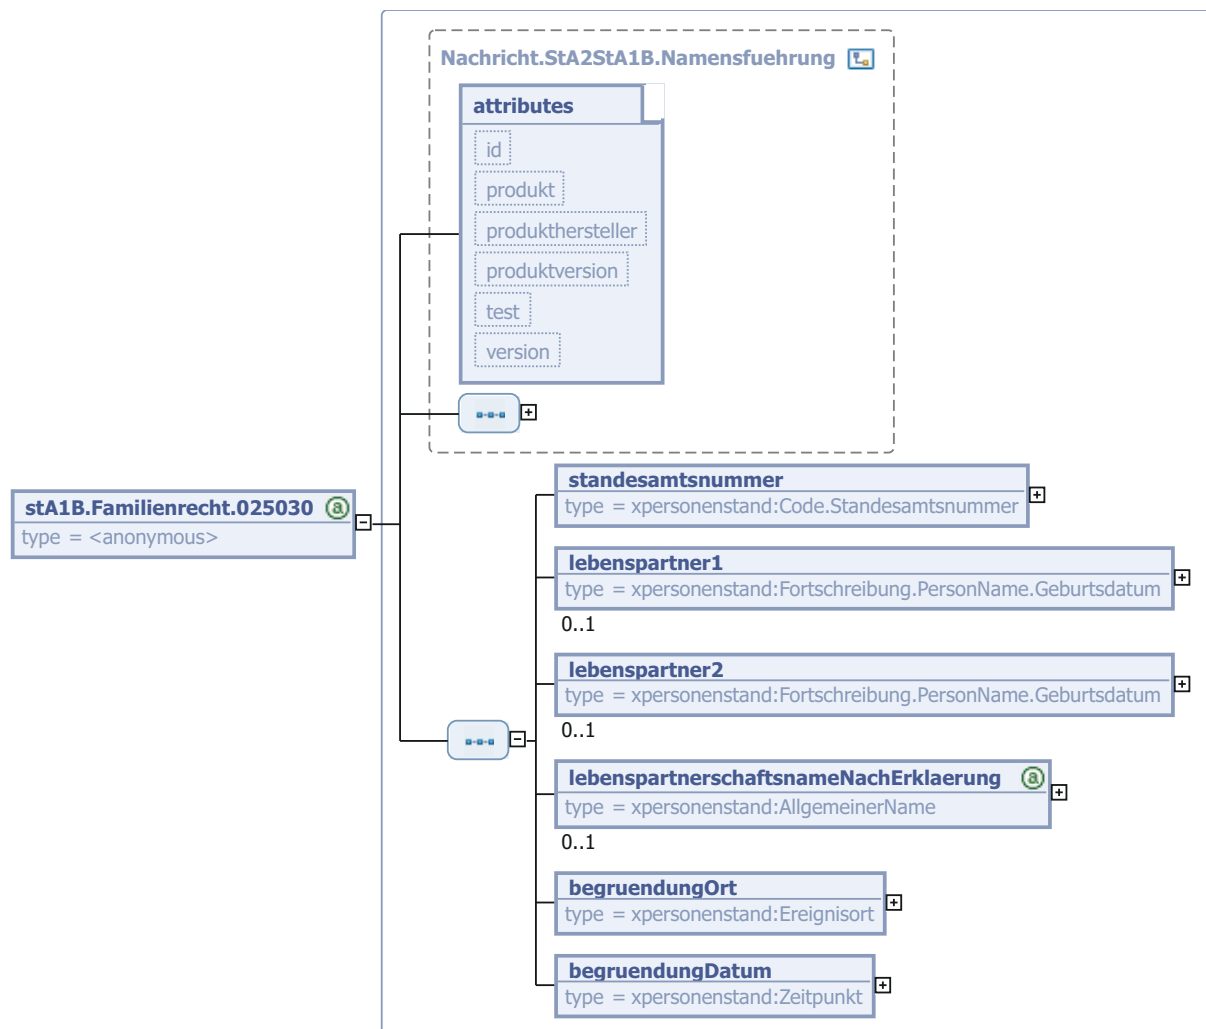 Nachricht.StA2StA1B.Namensfuehrung
attributes
id
produkt
produkthersteller
produktversion
test
version
stA1B.Familienrecht.025030 a
type = <anonymous>
standesamtsnummer
type = xpersonenstand:Code.Standesamtsnummer
lebenspartner1
type = xpersonenstand:Fortschreibung.PersonName.Geburtsdatum
0..1
lebenspartner2
type = xpersonenstand:Fortschreibung.PersonName.Geburtsdatum
0..1
lebenspartnerschaftsnameNachErklaerung a
type = xpersonenstand:AllgemeinerName
0..1
begruendungOrt
type = xpersonenstand:Ereignisort
begruendungDatum
type = xpersonenstand:Zeitpunkt